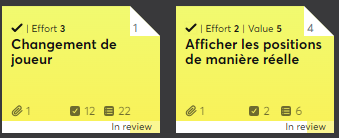 | Effort 3
1
Changement de
joueur
1 12 22
In review
| Effort 2 | Value 5
4
Afficher les positions
de manière réelle
1 2 6
In review